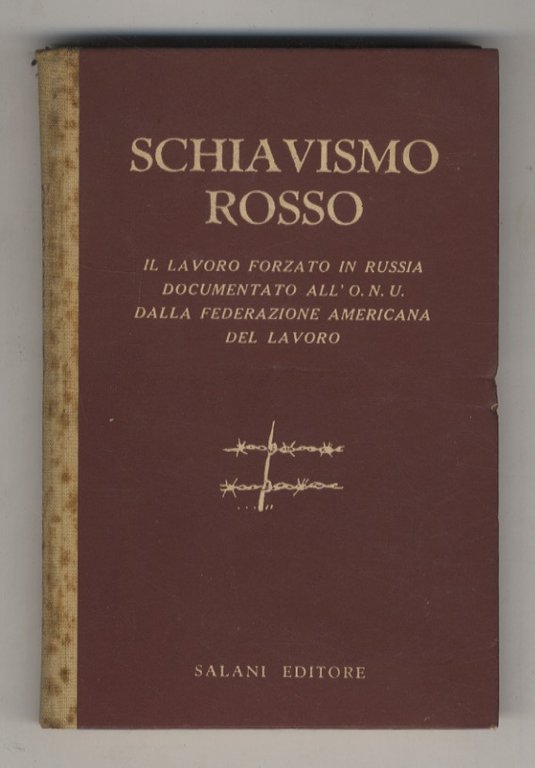 SCHIAVISMO
ROSSO
IL LAVORO FORZATO IN RUSSIA
DOCUMENTATO ALL' O. N. U.
DALLA FEDERAZIONE AMERICANA
DEL LAVORO
SALANI EDITORE